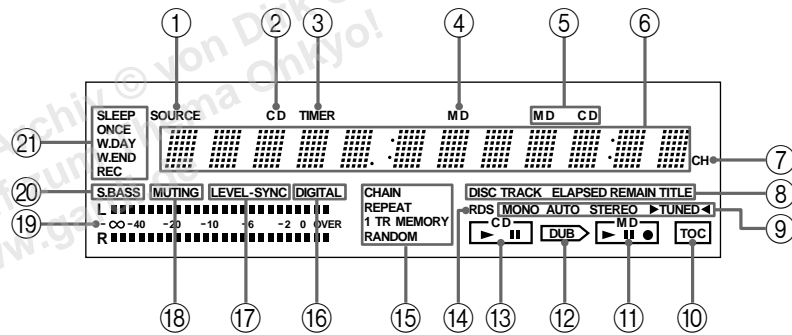 ① ② ③ ④ ⑤ ⑥
SLEEP SOURCE CD TIMER MD MD CD
ONCE
W.DAY
W.END
REC
㉑
CH ⑦
⑳ S.BASS MUTING LEVEL-SYNC DIGITAL
CHAIN
REPEAT
1 TR MEMORY
RANDOM
DISC TRACK ELAPSED REMAIN TITLE ⑧
⑭ RDS MONO AUTO STEREO ►TUNED◄ ⑨
L
⑲ -∞ -40 -20 -10 -6 -2 0 OVER
R
CD ► II DUB MD ► II ● TOC
⑱ ⑰ ⑯ ⑮ ⑬ ⑫ ⑪ ⑩